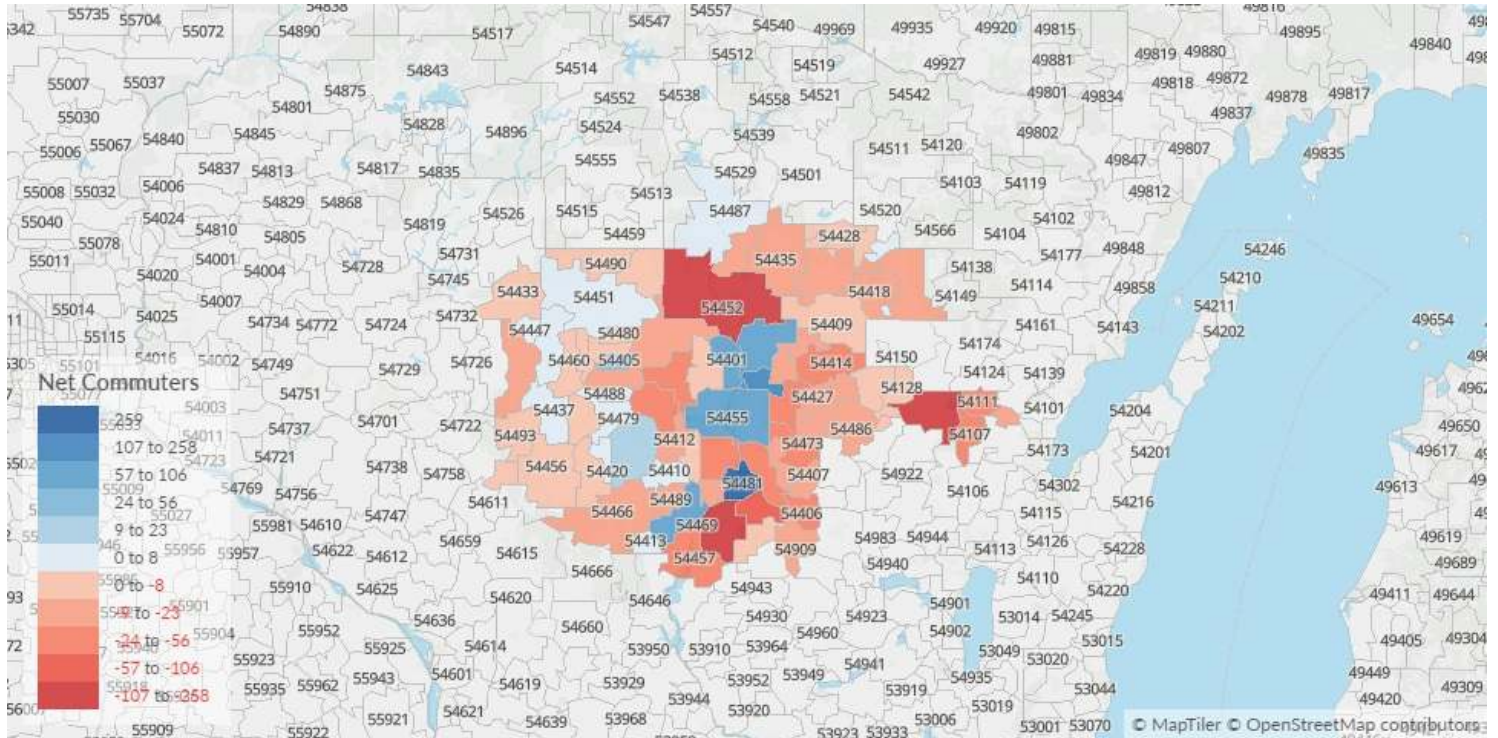 55735 55704 54838 54557 49816
55072 54890 54517 54547 54540 49969 49935 49920 49815 49895
49819 49880 49840
54843 54514 54512 54519 49927 49881
55007 55037 54875 54552 54538 54558 54521 54542 49801 49834 49818 49872 49878 49817
54801 49837
55030 54828 54896 54524 54539 49802
55006 55067 54840 54845 54511 54120 49847 49807 49835
54837 54813 54817 54835 54555 54529 54501
55008 55032 54006 54513 54103 54119 49812
54829 54868 54526 54515 54487 54520
55040 54024 54810 54819 54102
55078 54805 54459 54428 54566 54104 54177 49848 54246
55011 54001 54731 54490 54435 54138
54020 54004 54728 54745 54210
54433 54451 54418 54149 54114 49858
55014 54025 54007 54732 54452 54211
54734 54772 54724 54447 54480 54409 54161 54143 54202 49654
55115
54016 54002 54749 54726 54460 54405 54401 54414 54150 54174
55101 54729 54124 54139
Net Commuters
55077 54751 54488 54427 54128 54111
54003 54437 54455 54101 54204
259
54737 54701 54722 54479 54486 49650
107 to 258
54011 54493 54412 54473 54107 54173 54201 49617
57 to 106
54723 54721 54738 54758 54456 54420 54410 54407 54922
24 to 56
55009 54769 54756 54481 54106 54302 49613
9 to 23
55027 54611 54466 54489 54406 54115 54216
55981 54610 54747 54469
0 to 8
55956 55957 54622 54612 54659 54615 54413 54457 54909 54983 54944 54113 54126 54228 49619
0 to -8
55910 54625 54666 54943 54940 54110 49689
-9 to -23
55901 54620 54646 54220 49411 49644
-24 to -56
55904 55952 54636 54660 54930 54923 54901 53014 54245
-57 to -106
55925 54614 53950 53910 53964 54960 54902 53015 49405 49304
55923 53049 53020
-107 to -258
55935 55962 55943 54601 54619 53929 53952 53949 54941 54935 49449
53944 53919 53044 49420 49309
55921 54621 53920 53019
55909 55922 54639 53968 53923 53933 53006 53001 53070
© MapTiler © OpenStreetMap contributors